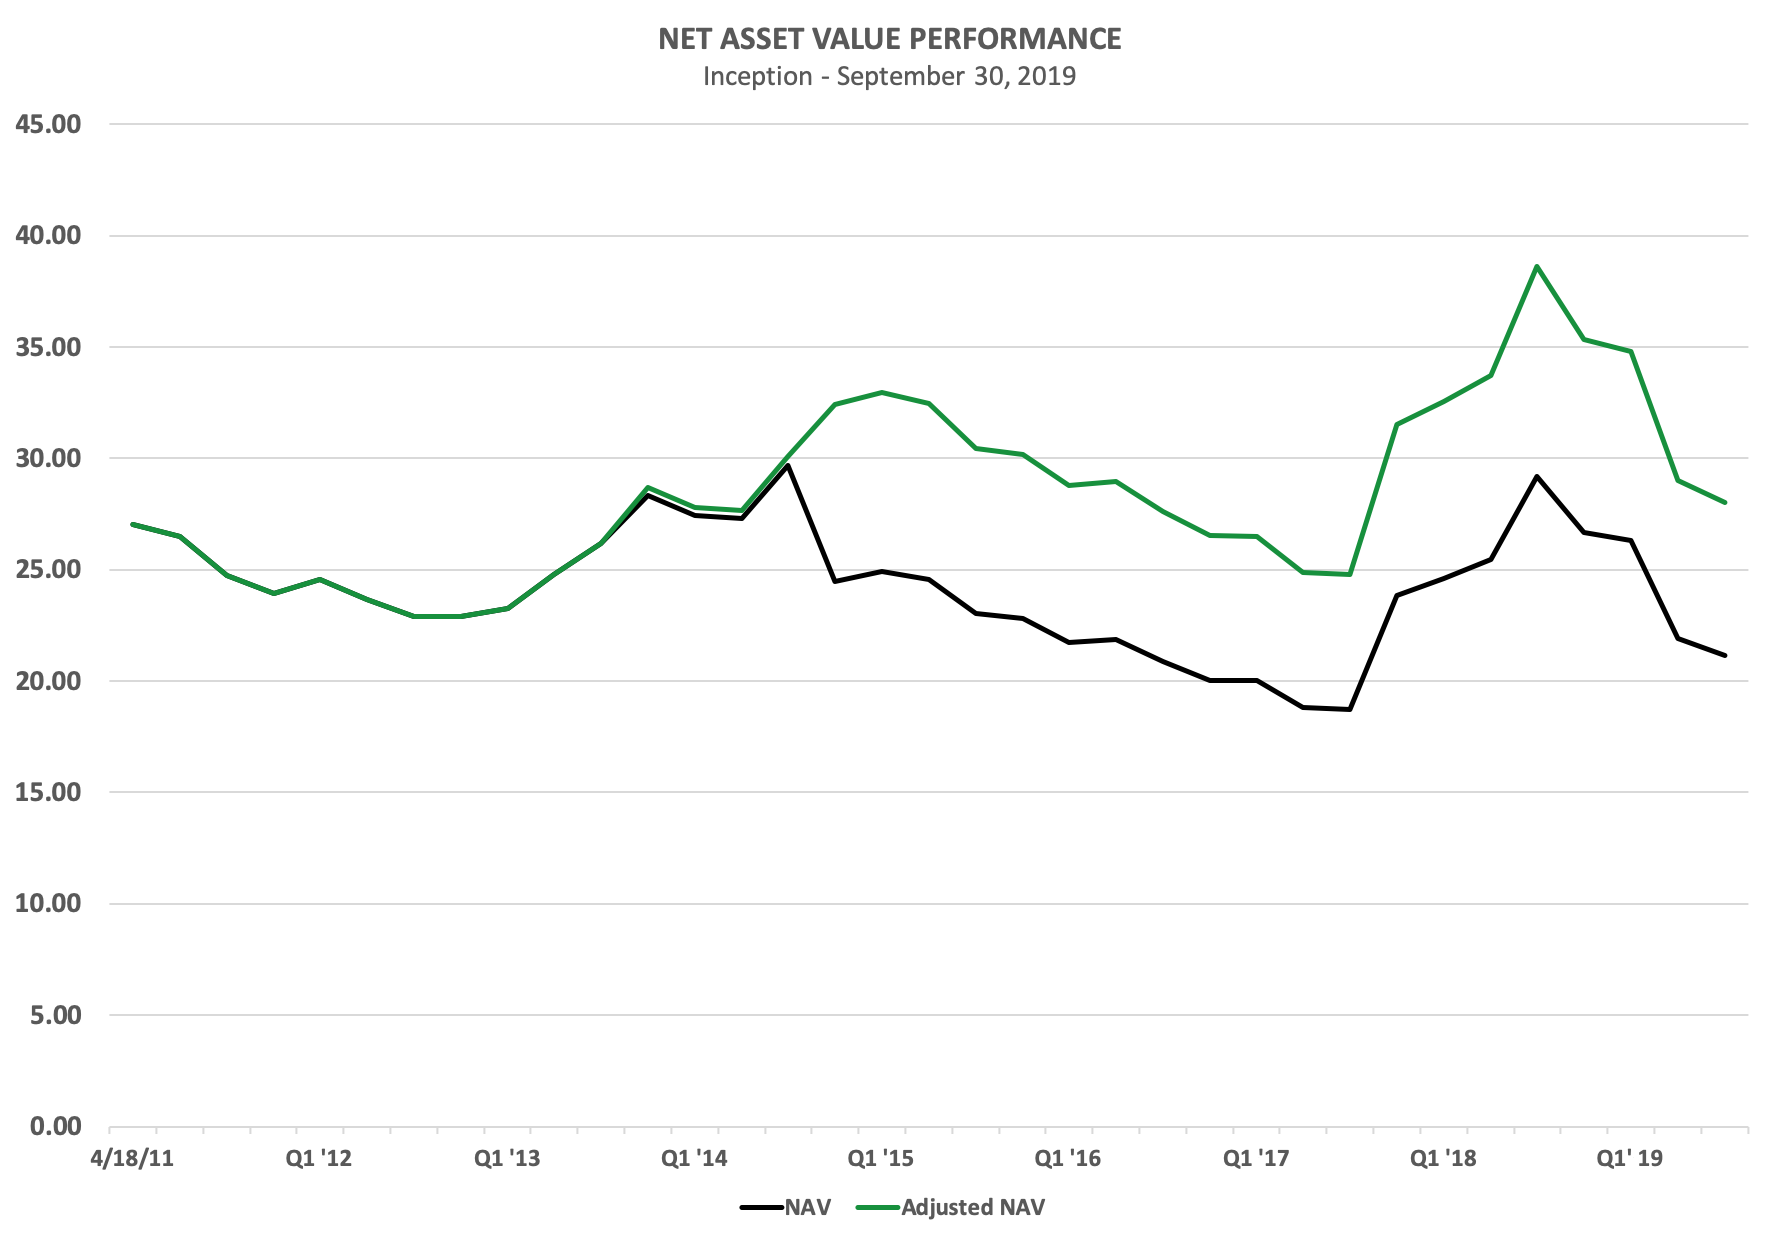 NET ASSET VALUE PERFORMANCE
Inception - September 30, 2019
45.00
40.00
35.00
30.00
25.00
20.00
15.00
10.00
5.00
0.00
4/18/11 Q1 '12 Q1 '13 Q1 '14 Q1 '15 Q1 '16 Q1 '17 Q1 '18 Q1' 19
NAV Adjusted NAV